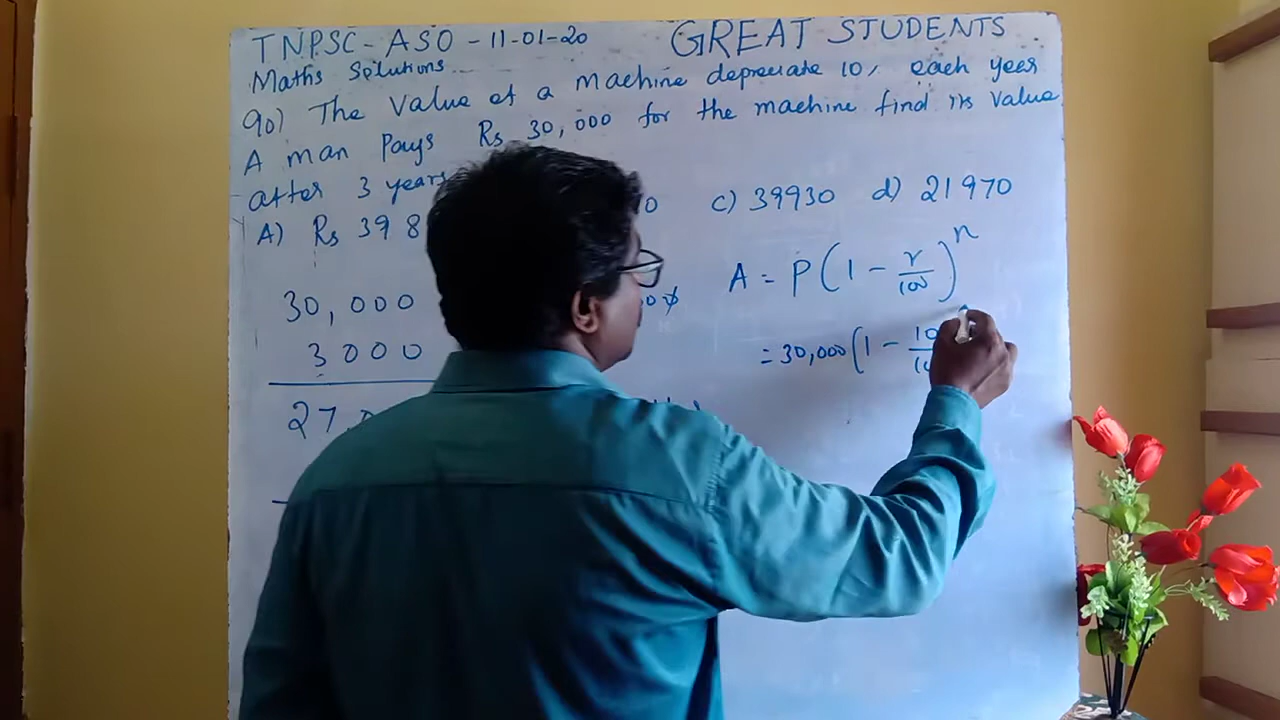 TNPSC - ASO - 11-01-20 GREAT STUDENTS
Maths Solutions
90) The Value of a machine depreciate 10% each year
A man Pays Rs 30,000 for the machine find its Value
after 3 years
A) Rs 398 0 c) 39930 d) 21970
A = P(1 - r/100)^n
30,000
3000
= 30,000(1 - 10
27,